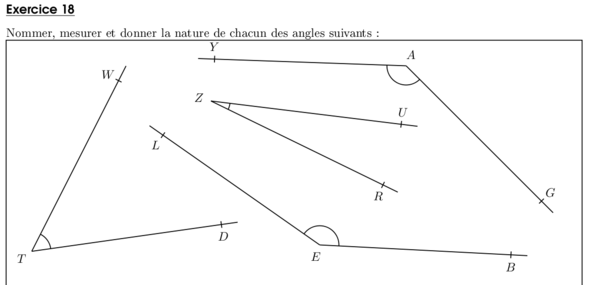 Exercice 18
Nommer, mesurer et donner la nature de chacun des angles suivants :
Y
A
W
Z
U
L
R
G
D
T
E
B